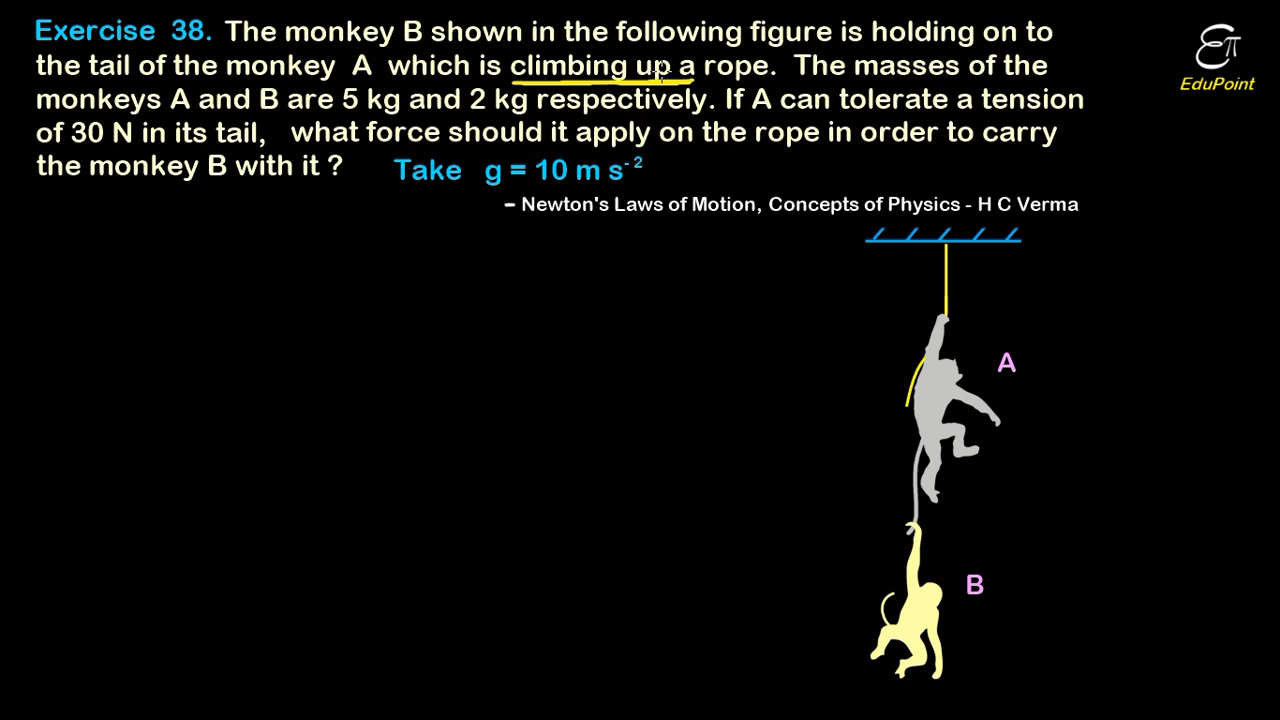 Exercise 38. The monkey B shown in the following figure is holding on to
the tail of the monkey A which is climbing up a rope. The masses of the
monkeys A and B are 5 kg and 2 kg respectively. If A can tolerate a tension
of 30 N in its tail, what force should it apply on the rope in order to carry
the monkey B with it ? Take g = 10 m s⁻²
– Newton's Laws of Motion, Concepts of Physics - H C Verma
επ
EduPoint
A
B